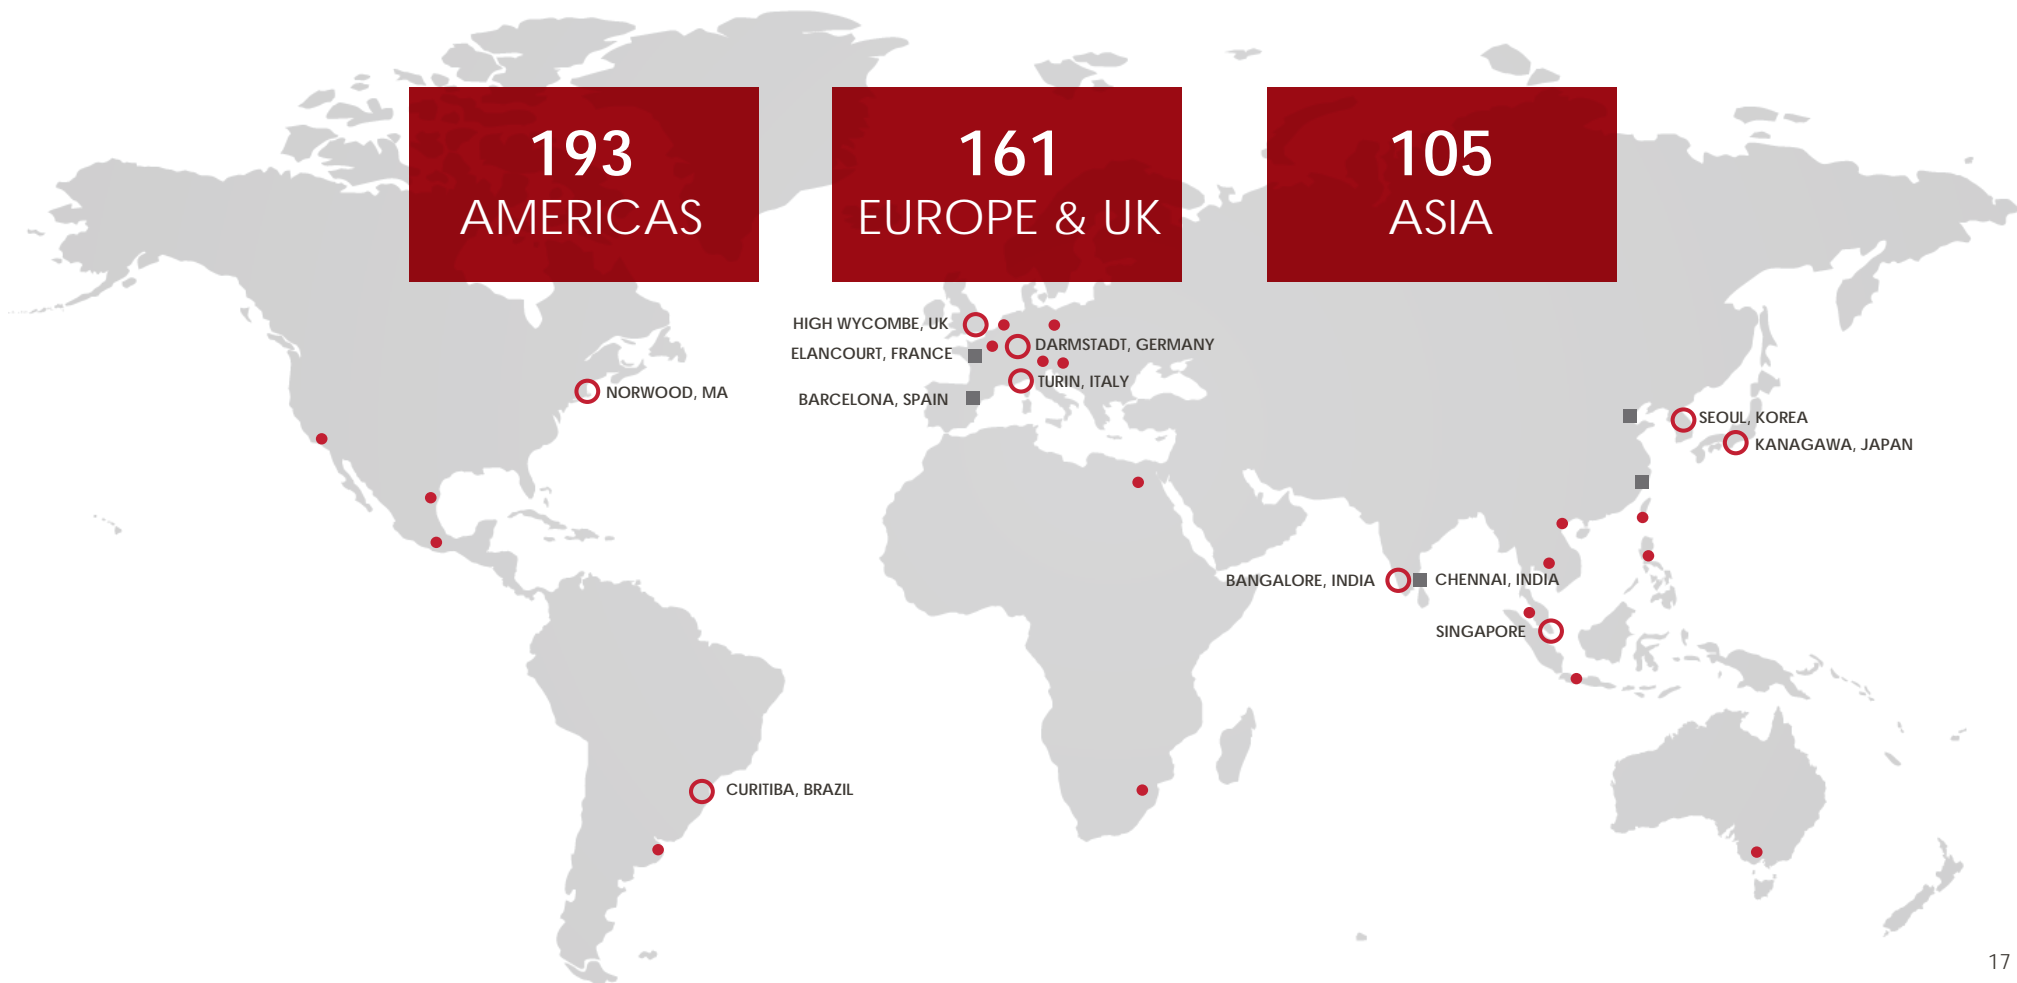 193
AMERICAS
161
EUROPE & UK
105
ASIA
HIGH WYCOMBE, UK
ELANCOURT, FRANCE
DARMSTADT, GERMANY
TURIN, ITALY
BARCELONA, SPAIN
NORWOOD, MA
SEOUL, KOREA
KANAGAWA, JAPAN
BANGALORE, INDIA
CHENNAI, INDIA
SINGAPORE
CURITIBA, BRAZIL
17